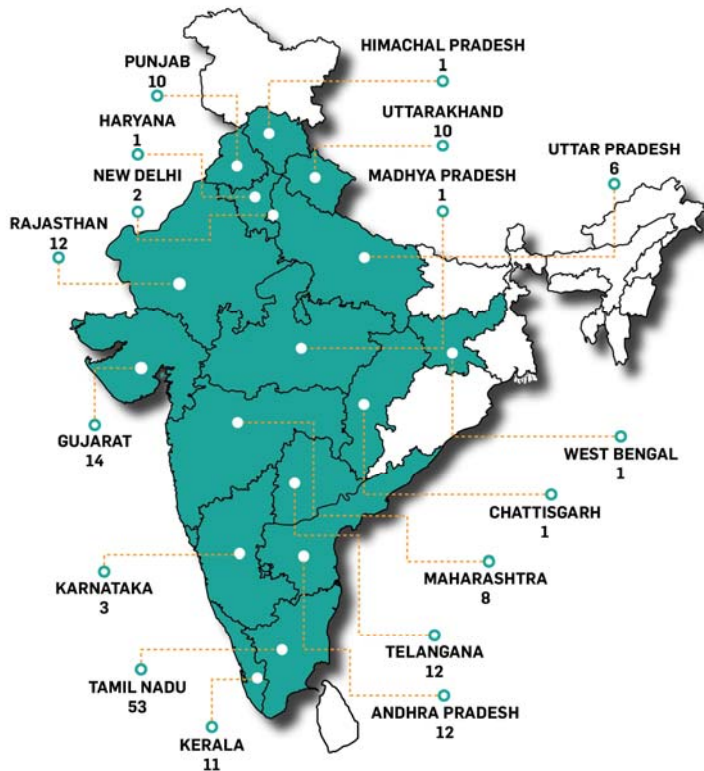 HIMACHAL PRADESH
1
PUNJAB
10
UTTARAKHAND
10
HARYANA
1
UTTAR PRADESH
6
NEW DELHI
2
MADHYA PRADESH
1
RAJASTHAN
12
GUJARAT
14
WEST BENGAL
1
CHATTISGARH
1
MAHARASHTRA
8
KARNATAKA
3
TELANGANA
12
TAMIL NADU
53
ANDHRA PRADESH
12
KERALA
11